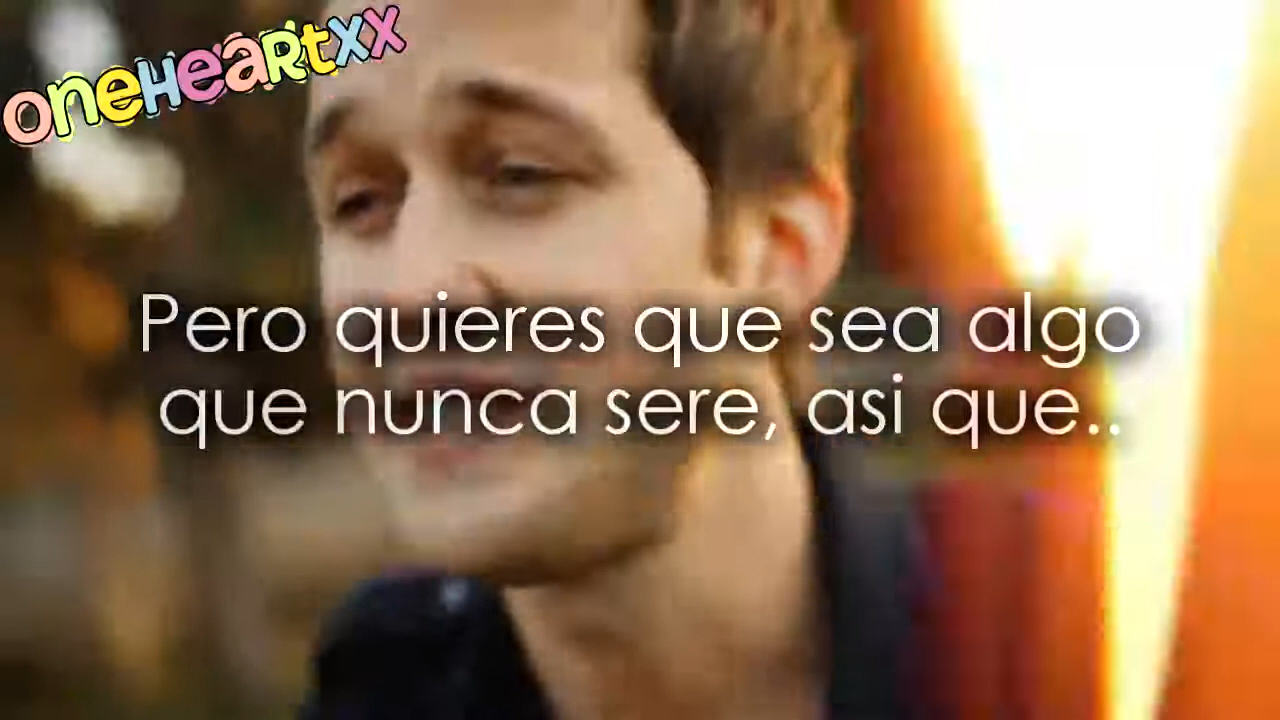 oneHeartxx
Pero quieres que sea algo
que nunca sere, asi que..